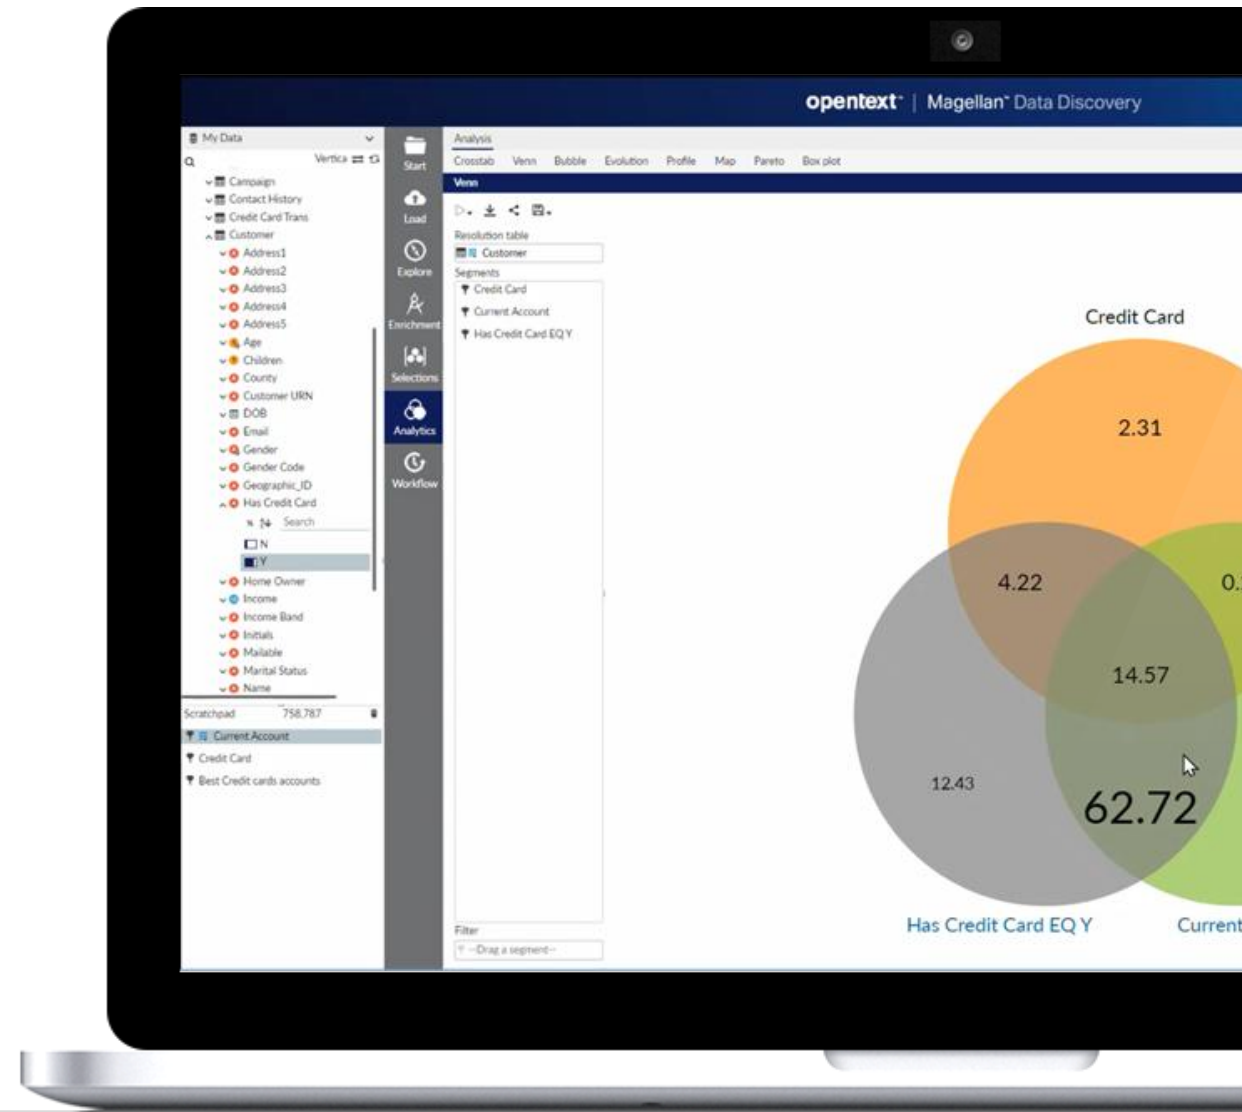 opentext™ | Magellan™ Data Discovery
My Data
Vertica
Campaign
Contact History
Credit Card Trans
Customer
Address1
Address2
Address3
Address4
Address5
Age
Children
County
Customer URN
DOB
Email
Gender
Gender Code
Geographic_ID
Has Credit Card
Search
N
Y
Home Owner
Income
Income Band
Initials
Mailable
Marital Status
Name
Scratchpad 758,787
Current Account
Credit Card
Best Credit cards accounts
Start
Load
Explore
Enrichment
Selections
Analytics
Workflow
Analysis
Crosstab Venn Bubble Evolution Profile Map Pareto Box plot
Venn
Resolution table
Customer
Segments
Credit Card
Current Account
Has Credit Card EQ Y
Filter
--Drag a segment--
Credit Card
2.31
4.22
0.
14.57
12.43
62.72
Has Credit Card EQ Y
Current